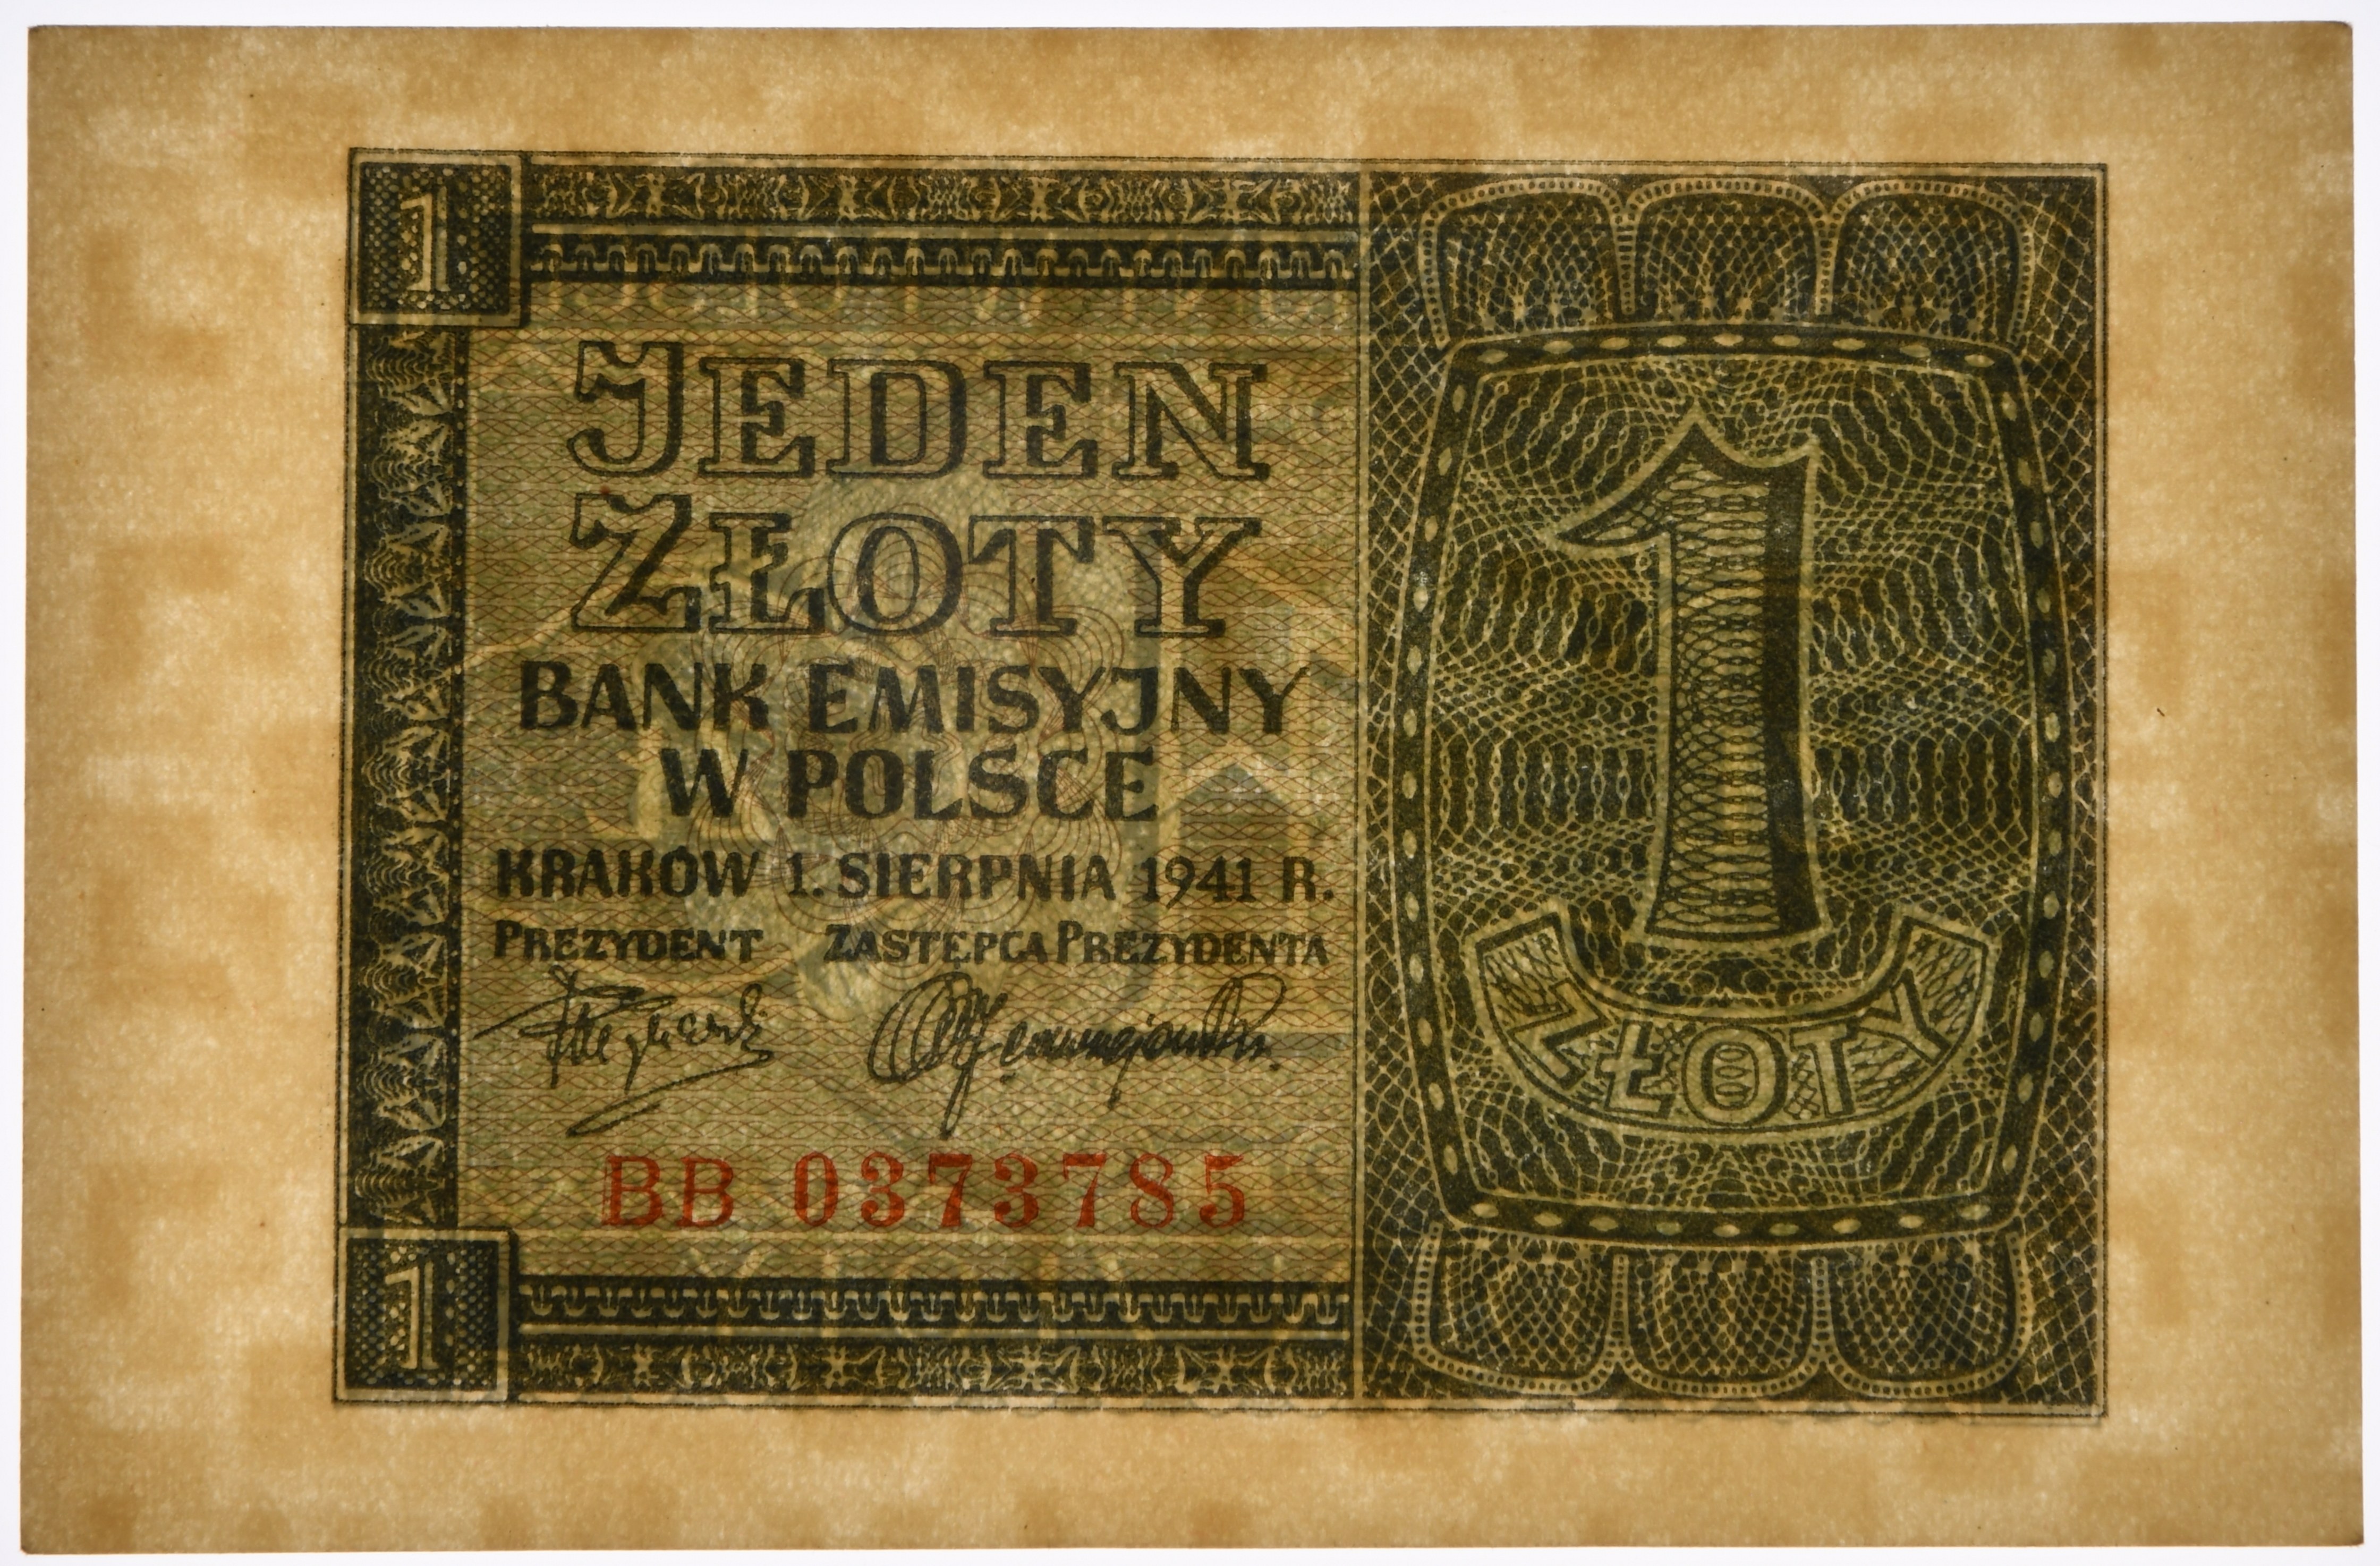 1
JEDEN
ZŁOTY
BANK EMISYJNY
W POLSCE
KRAKÓW 1. SIERPNIA 1941 R.
PREZYDENT ZASTĘPCA PREZYDENTA
BB 0373785
1
1
ZŁOTY